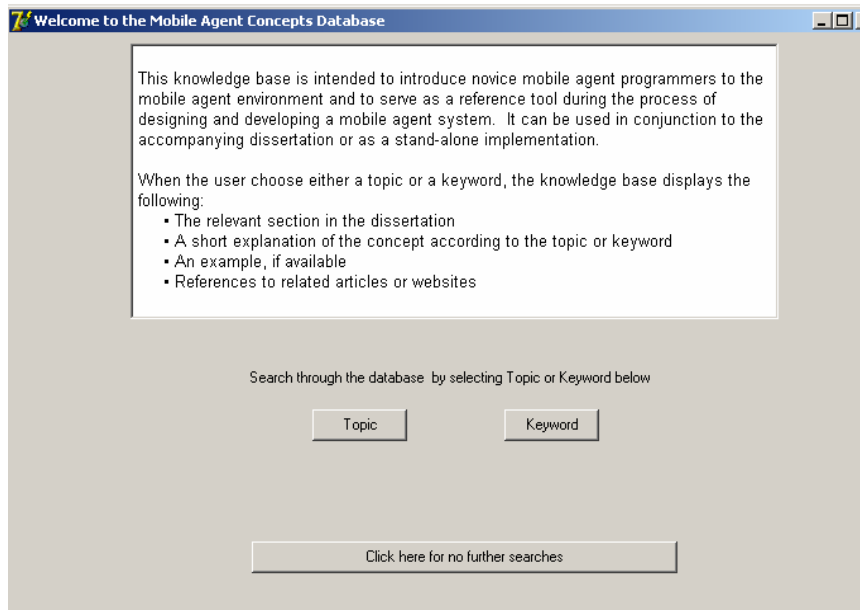 Welcome to the Mobile Agent Concepts Database
This knowledge base is intended to introduce novice mobile agent programmers to the
mobile agent environment and to serve as a reference tool during the process of
designing and developing a mobile agent system.  It can be used in conjunction to the
accompanying dissertation or as a stand-alone implementation.
When the user choose either a topic or a keyword, the knowledge base displays the
following:
▪ The relevant section in the dissertation
▪ A short explanation of the concept according to the topic or keyword
▪ An example, if available
▪ References to related articles or websites
Search through the database  by selecting Topic or Keyword below
Topic
Keyword
Click here for no further searches